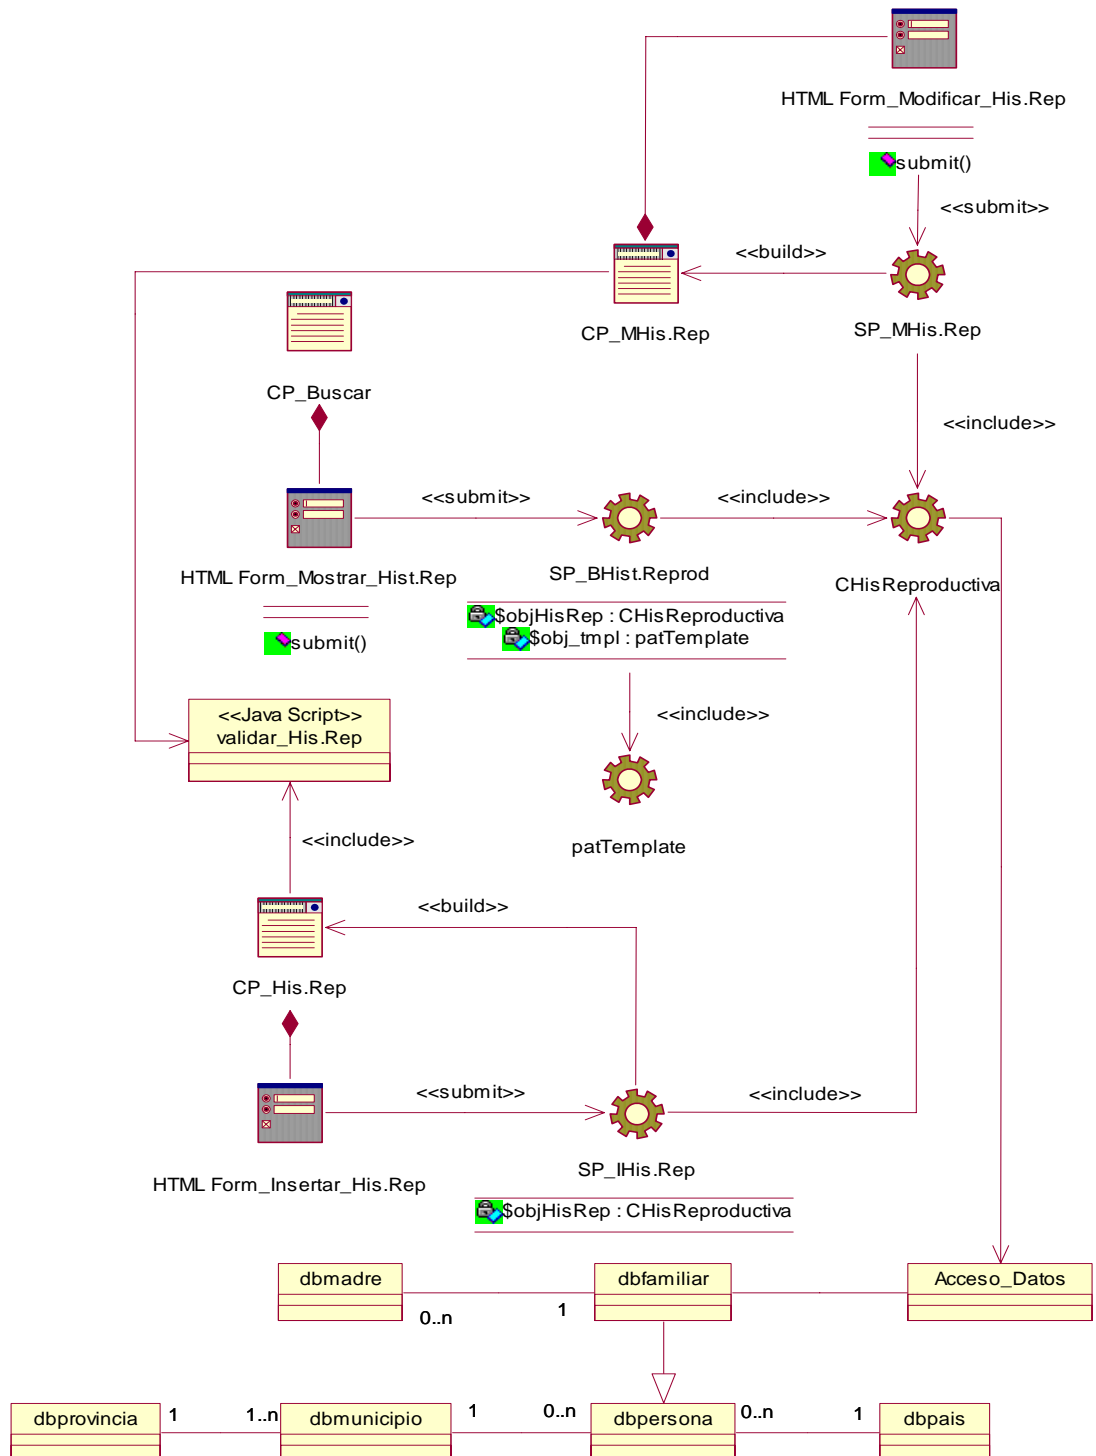 HTML Form_Modificar_His.Rep
submit()
<<submit>>
<<build>>
CP_MHis.Rep
SP_MHis.Rep
CP_Buscar
<<include>>
<<submit>>
<<include>>
HTML Form_Mostrar_Hist.Rep
SP_BHist.Reprod
CHisReproductiva
submit()
$objHisRep : CHisReproductiva
$obj_tmpl : patTemplate
<<Java Script>>
validar_His.Rep
<<include>>
<<include>>
patTemplate
<<build>>
CP_His.Rep
<<submit>>
<<include>>
HTML Form_Insertar_His.Rep
SP_IHis.Rep
$objHisRep : CHisReproductiva
dbmadre
dbfamiliar
Acceso_Datos
0..n
1
dbprovincia
1
1..n
dbmunicipio
1
0..n
dbpersona
0..n
1
dbpais